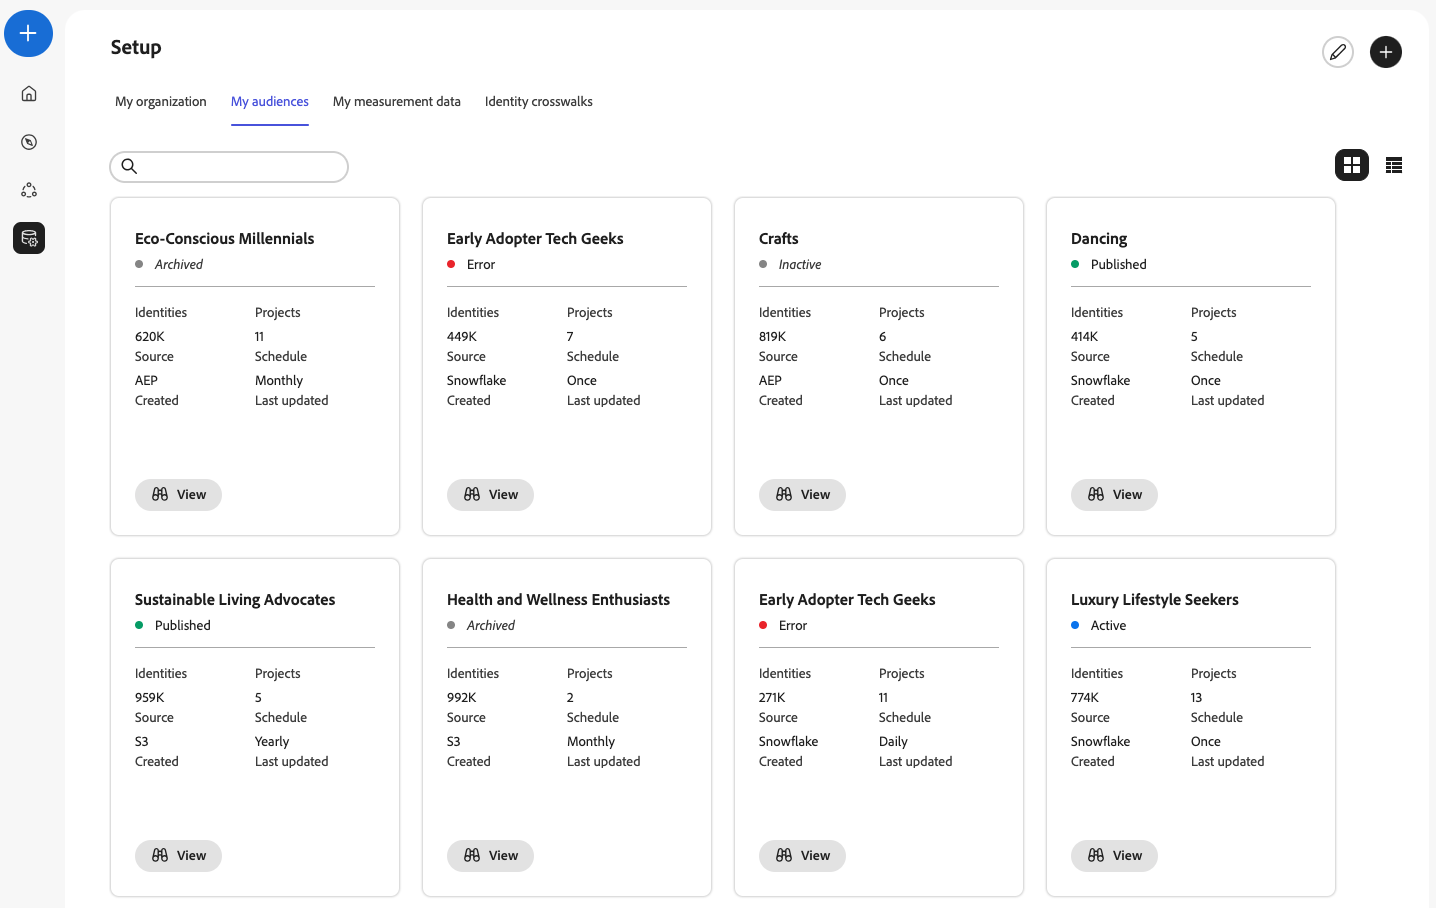 Setup
My organization
My audiences
My measurement data
Identity crosswalks
Eco-Conscious Millennials
Archived
Identities Projects
620K 11
Source Schedule
AEP Monthly
Created Last updated
View
Early Adopter Tech Geeks
Error
Identities Projects
449K 7
Source Schedule
Snowflake Once
Created Last updated
View
Crafts
Inactive
Identities Projects
819K 6
Source Schedule
AEP Once
Created Last updated
View
Dancing
Published
Identities Projects
414K 5
Source Schedule
Snowflake Once
Created Last updated
View
Sustainable Living Advocates
Published
Identities Projects
959K 5
Source Schedule
S3 Yearly
Created Last updated
View
Health and Wellness Enthusiasts
Archived
Identities Projects
992K 2
Source Schedule
S3 Monthly
Created Last updated
View
Early Adopter Tech Geeks
Error
Identities Projects
271K 11
Source Schedule
Snowflake Daily
Created Last updated
View
Luxury Lifestyle Seekers
Active
Identities Projects
774K 13
Source Schedule
Snowflake Once
Created Last updated
View